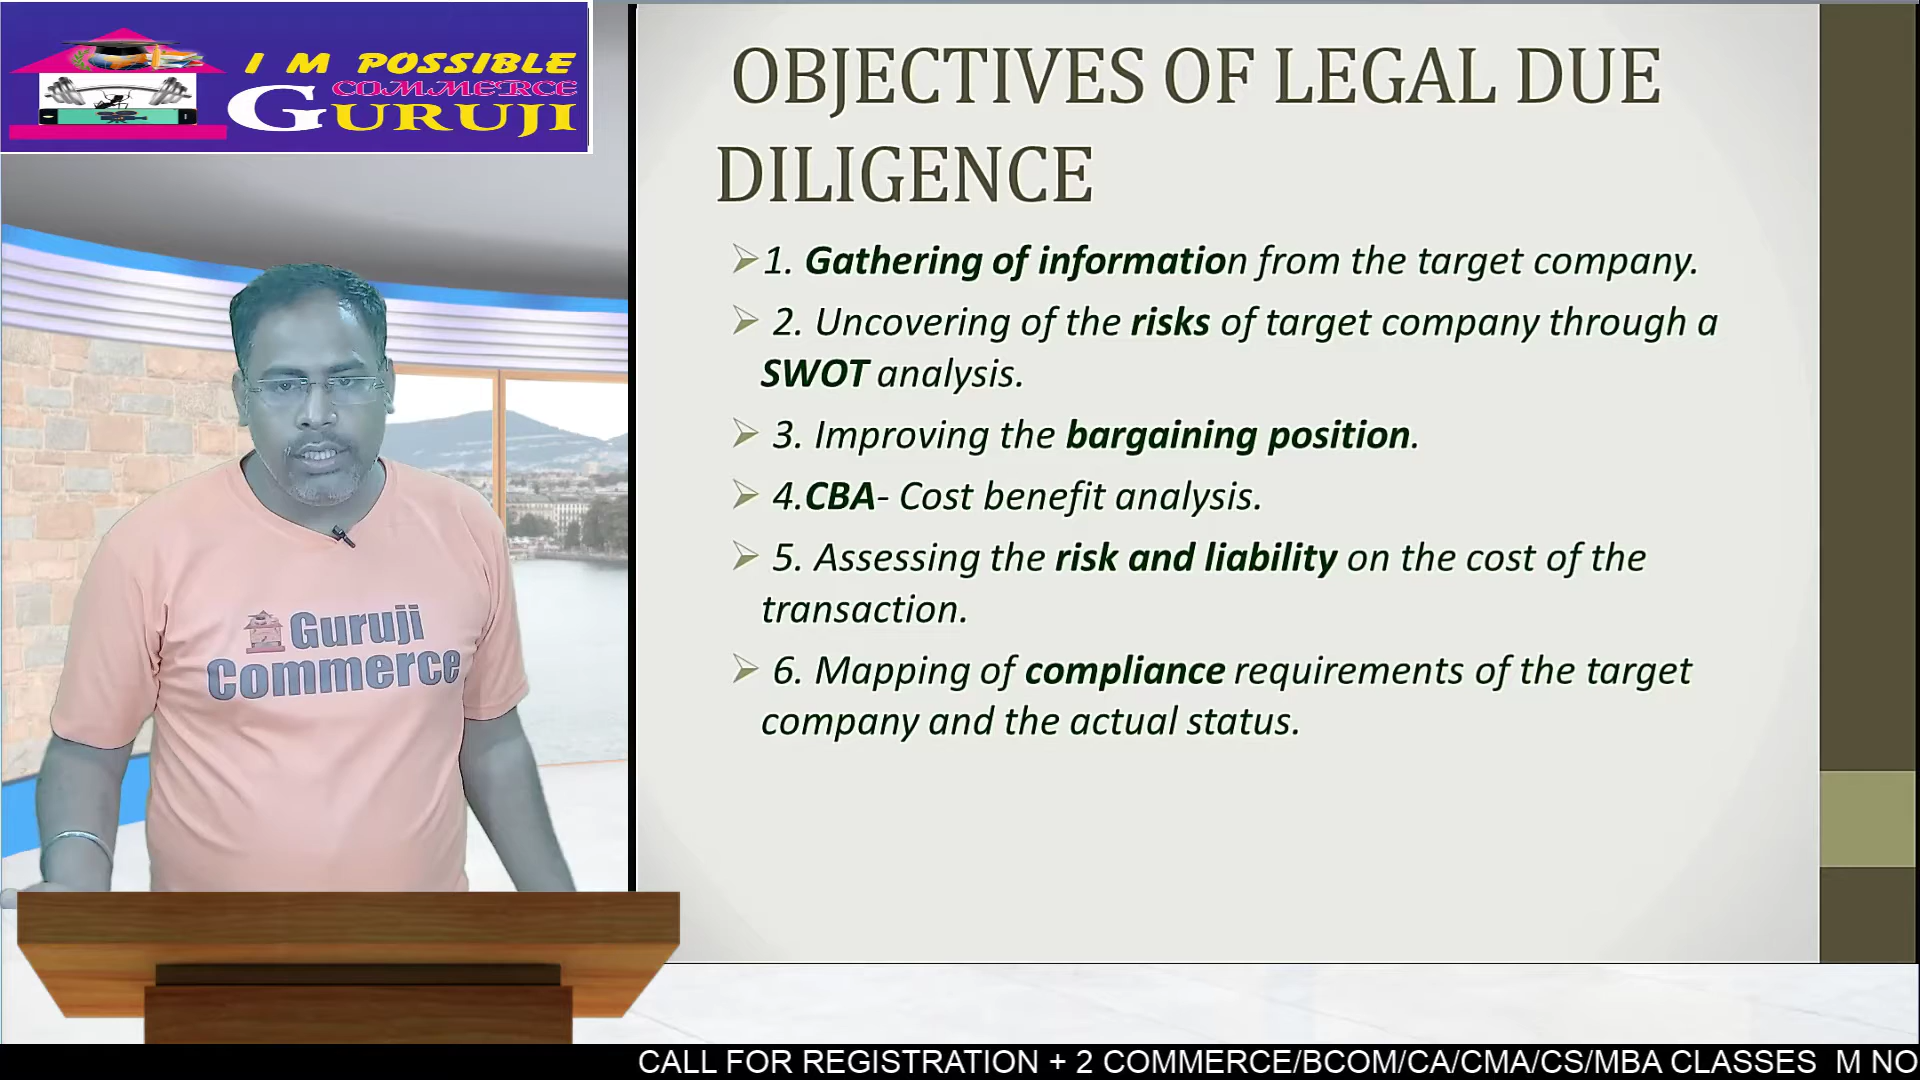 I M POSSIBLE
COMMERCE
GURUJI
OBJECTIVES OF LEGAL DUE
DILIGENCE
1. Gathering of information from the target company.
2. Uncovering of the risks of target company through a
SWOT analysis.
3. Improving the bargaining position.
4.CBA- Cost benefit analysis.
5. Assessing the risk and liability on the cost of the
transaction.
6. Mapping of compliance requirements of the target
company and the actual status.
Guruji
Commerce
CALL FOR REGISTRATION + 2 COMMERCE/BCOM/CA/CMA/CS/MBA CLASSES M NO